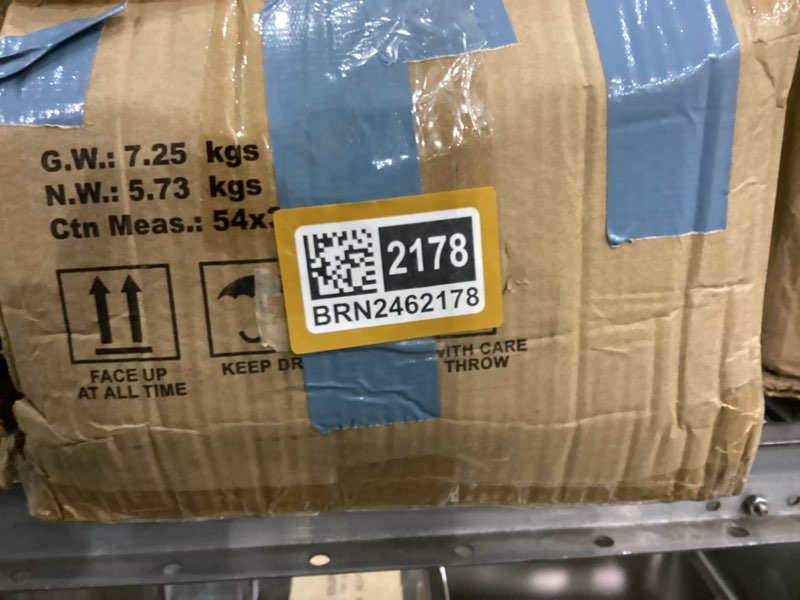 G.W.: 7.25 kgs
N.W.: 5.73 kgs
Ctn Meas.: 54x
2178
BRN2462178
FACE UP
AT ALL TIME
KEEP
WITH CARE
THROW